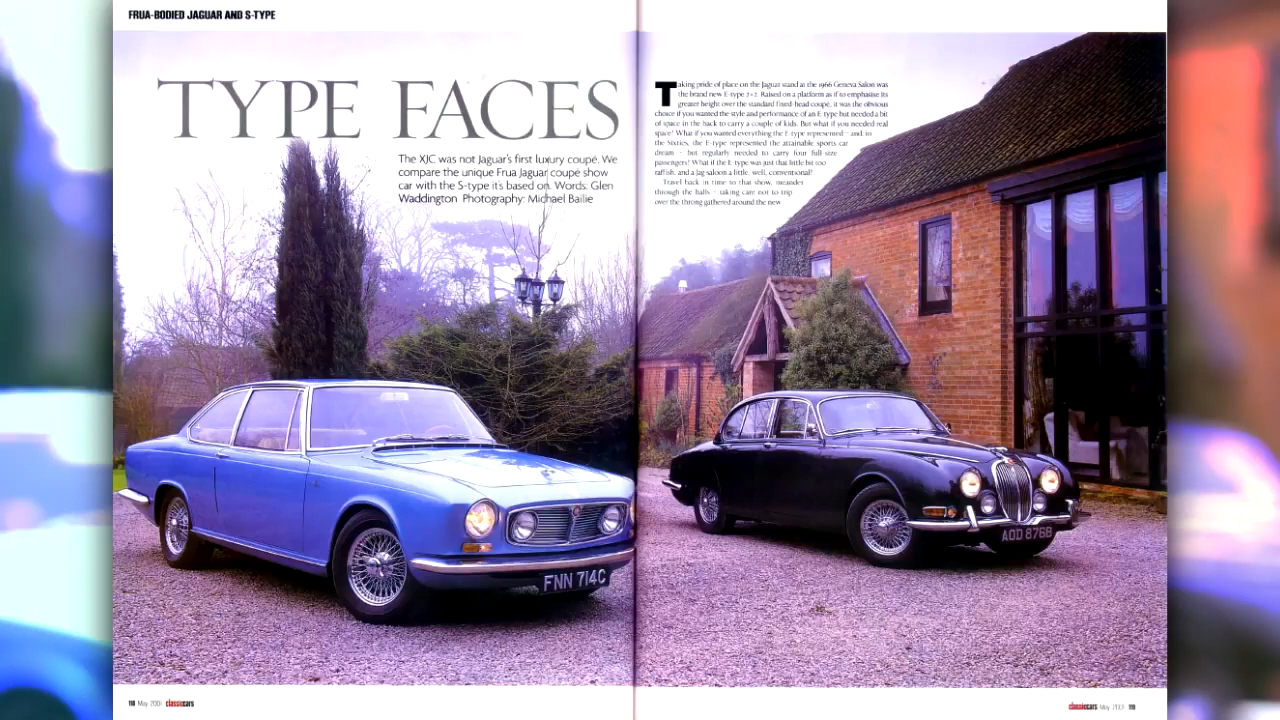 FRUA-BODIED JAGUAR AND S-TYPE
TYPE FACES
The XJC was not Jaguar's first luxury coupé. We
compare the unique Frua Jaguar coupé show
car with the S-type it's based on. Words: Glen
Waddington Photography: Michael Bailie
Taking pride of place on the Jaguar stand at the 1966 Geneva Salon was
the brand new E-type 2+2. Raised on a platform as if to emphasise its
greater height over the standard fixed-head coupé, it was the obvious
choice if you wanted the style and performance of an E-type but needed a bit
of space in the back to carry a couple of kids. But what if you needed real
space? What if you wanted everything the E-type represented – and, in
the Sixties, the E-type represented the attainable sports car
dream – but regularly needed to carry four full-size
passengers? What if the E-type was just that little bit too
raffish, and a Jag saloon a little, well, conventional?
Travel back in time to that show, meander
through the halls – taking care not to trip
over the throng gathered around the new
FNN 714C
AOD 876B
118 May 2001 classiccars
classiccars May 2001 119